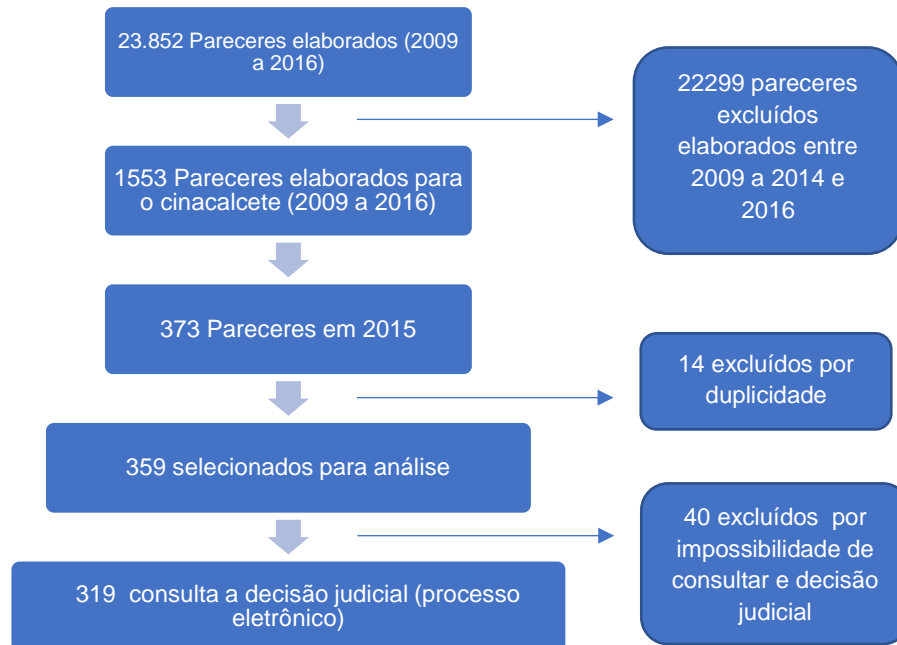 23.852 Pareceres elaborados (2009
a 2016)
22299 pareceres
excluídos
elaborados entre
2009 a 2014 e
2016
1553 Pareceres elaborados para
o cinacalcete (2009 a 2016)
373 Pareceres em 2015
14 excluídos por
duplicidade
359 selecionados para análise
40 excluídos por
impossibilidade de
consultar e decisão
judicial
319 consulta a decisão judicial (processo
eletrônico)